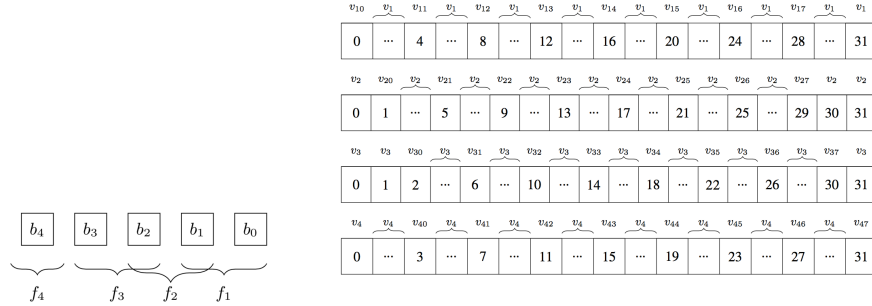 v₁₀ v₁ v₁₁ v₁ v₁₂ v₁ v₁₃ v₁ v₁₄ v₁ v₁₅ v₁ v₁₆ v₁ v₁₇ v₁ v₁
0 ... 4 ... 8 ... 12 ... 16 ... 20 ... 24 ... 28 ... 31
v₂ v₂₀ v₂ v₂₁ v₂ v₂₂ v₂ v₂₃ v₂ v₂₄ v₂ v₂₅ v₂ v₂₆ v₂ v₂₇ v₂ v₂
0 1 ... 5 ... 9 ... 13 ... 17 ... 21 ... 25 ... 29 30 31
v₃ v₃ v₃₀ v₃ v₃₁ v₃ v₃₂ v₃ v₃₃ v₃ v₃₄ v₃ v₃₅ v₃ v₃₆ v₃ v₃₇ v₃
0 1 2 ... 6 ... 10 ... 14 ... 18 ... 22 ... 26 ... 30 31
v₄ v₄ v₄₀ v₄ v₄₁ v₄ v₄₂ v₄ v₄₃ v₄ v₄₄ v₄ v₄₅ v₄ v₄₆ v₄ v₄₇
0 ... 3 ... 7 ... 11 ... 15 ... 19 ... 23 ... 27 ... 31
b₄ b₃ b₂ b₁ b₀
f₄ f₃ f₂ f₁